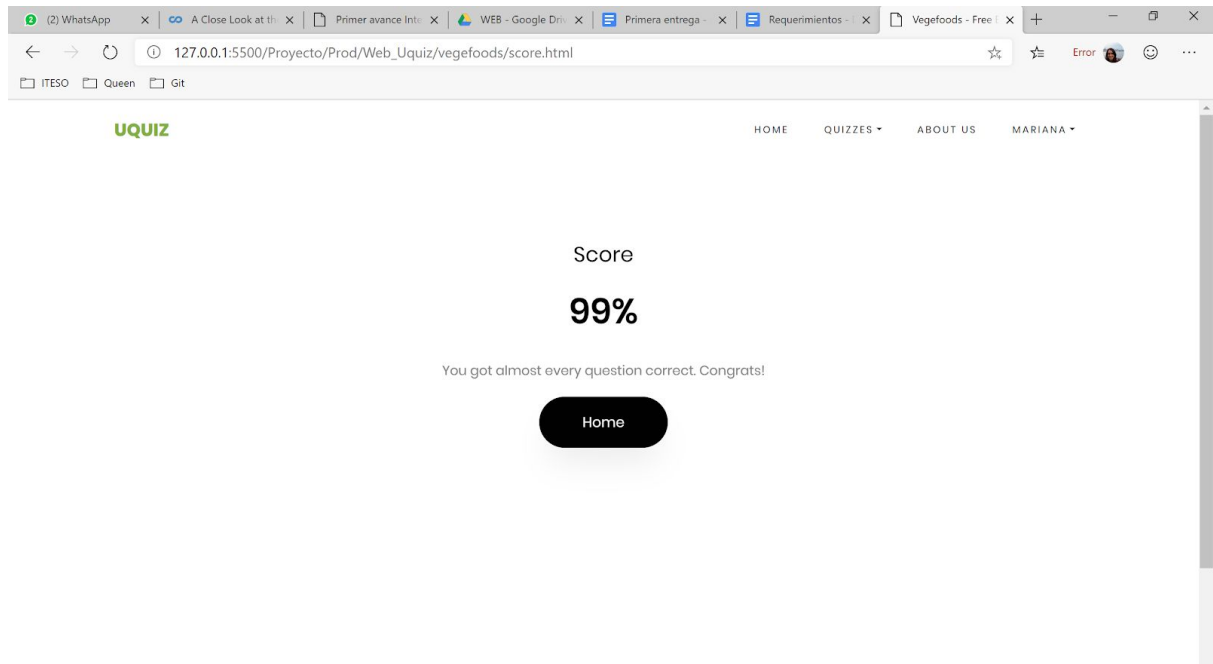 (2) WhatsApp
A Close Look at th
Primer avance Inte
WEB - Google Driv
Primera entrega -
Requerimientos -
Vegefoods - Free
127.0.0.1:5500/Proyecto/Prod/Web_Uquiz/vegefoods/score.html
Error
ITESO
Queen
Git
UQUIZ
HOME QUIZZES ABOUT US MARIANA
Score
99%
You got almost every question correct. Congrats!
Home